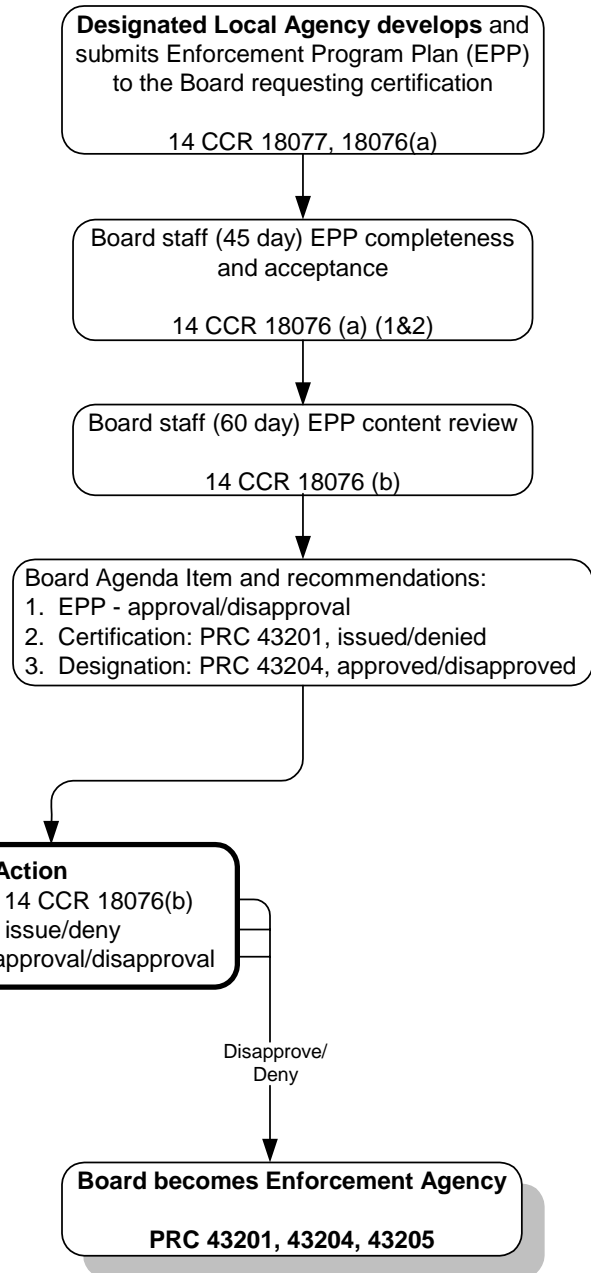 Designated Local Agency develops and
submits Enforcement Program Plan (EPP)
to the Board requesting certification
14 CCR 18077, 18076(a)
Board staff (45 day) EPP completeness
and acceptance
14 CCR 18076 (a) (1&2)
Board staff (60 day) EPP content review
14 CCR 18076 (b)
Board Agenda Item and recommendations:
1. EPP - approval/disapproval
2. Certification: PRC 43201, issued/denied
3. Designation: PRC 43204, approved/disapproved
Action
14 CCR 18076(b)
issue/deny
approval/disapproval
Disapprove/
Deny
Board becomes Enforcement Agency
PRC 43201, 43204, 43205